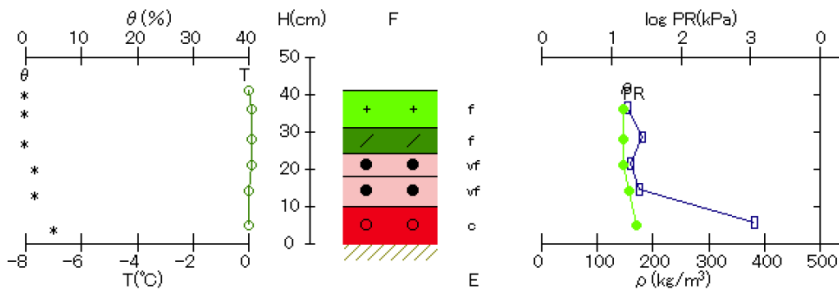 θ(%) H(cm) F log PR(kPa)
0 10 20 30 40 50 0 1 2 3 0
θ T ρ PR
40 f
30 f
20 vf
vf
10 c
0
-8 -6 -4 -2 0 0 100 200 300 400 500
T(℃) E ρ(kg/m³)